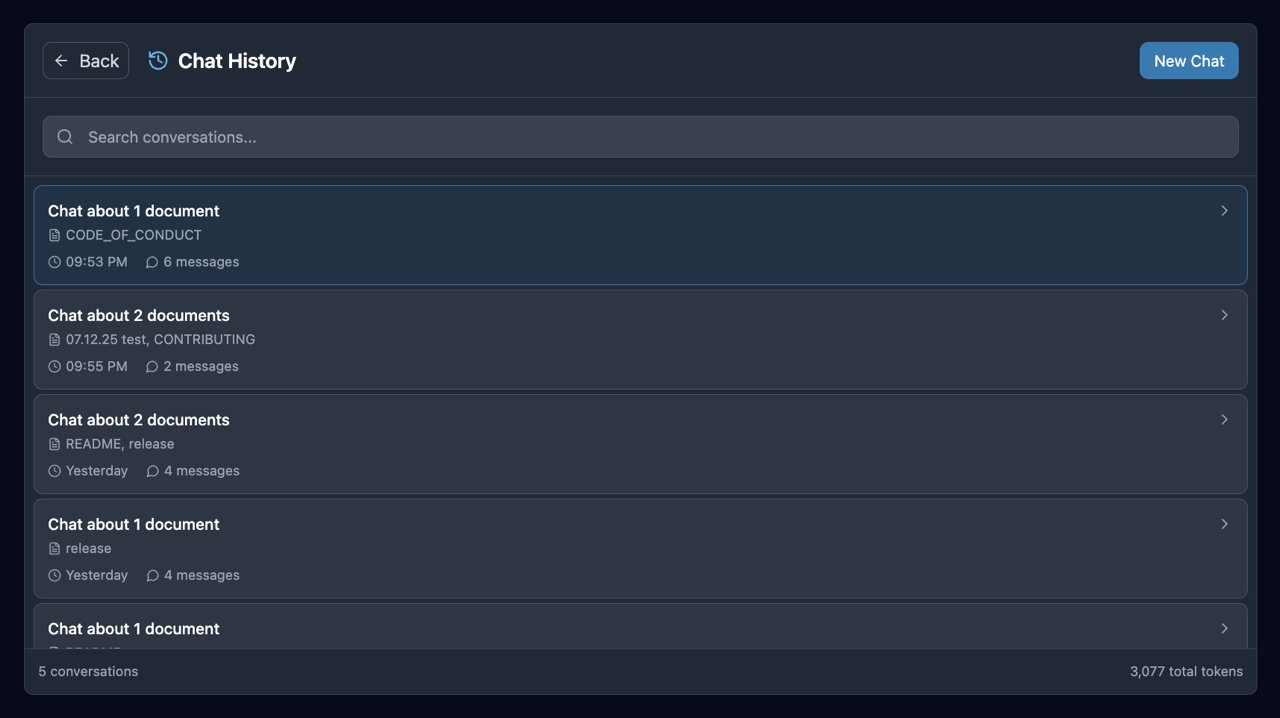 Back
Chat History
New Chat
Search conversations...
Chat about 1 document
CODE_OF_CONDUCT
09:53 PM 6 messages
Chat about 2 documents
07.12.25 test, CONTRIBUTING
09:55 PM 2 messages
Chat about 2 documents
README, release
Yesterday 4 messages
Chat about 1 document
release
Yesterday 4 messages
Chat about 1 document
5 conversations
3,077 total tokens